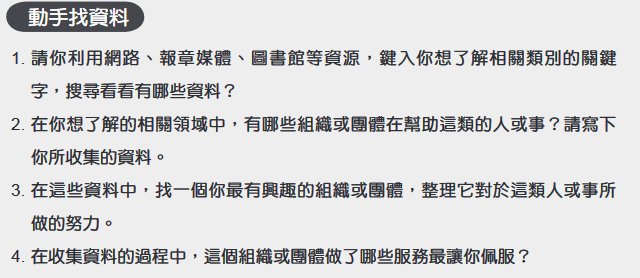 動手找資料
1. 請你利用網路、報章媒體、圖書館等資源，鍵入你想了解相關類別的關鍵
字，搜尋看看有哪些資料？
2. 在你想了解的相關領域中，有哪些組織或團體在幫助這類的人或事？請寫下
你所收集的資料。
3. 在這些資料中，找一個你最有興趣的組織或團體，整理它對於這類人或事所
做的努力。
4. 在收集資料的過程中，這個組織或團體做了哪些服務最讓你佩服？